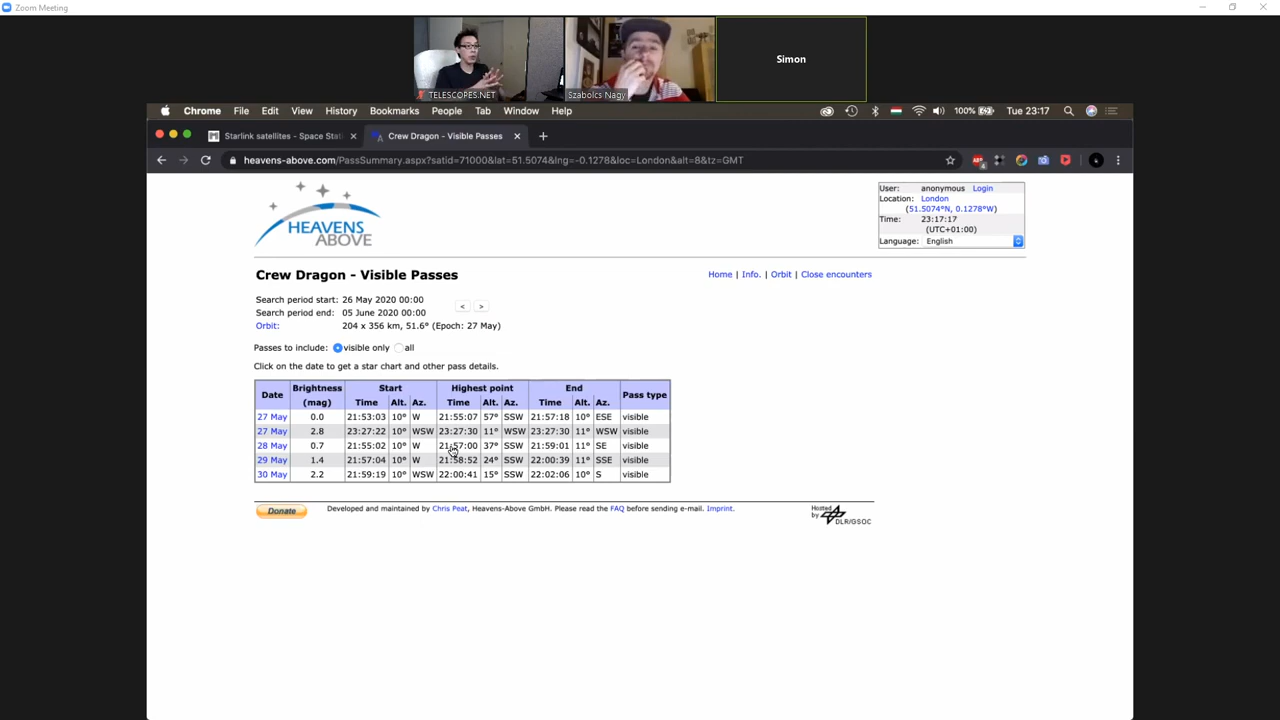 Zoom Meeting
TELESCOPES.NET
Szabolcs Nagy
Simon
Chrome File Edit View History Bookmarks People Tab Window Help 100% Tue 23:17
Starlink satellites - Space Stati
Crew Dragon - Visible Passes
heavens-above.com/PassSummary.aspx?satid=71000&lat=51.5074&lng=-0.1278&loc=London&alt=8&tz=GMT
HEAVENS
ABOVE
User: anonymous Login
Location: London
(51.5074°N, 0.1278°W)
Time: 23:17:17
(UTC+01:00)
Language: English
Crew Dragon - Visible Passes
Home | Info. | Orbit | Close encounters
Search period start: 26 May 2020 00:00
Search period end: 05 June 2020 00:00
< >
Orbit: 204 x 356 km, 51.6° (Epoch: 27 May)
Passes to include: visible only all
Click on the date to get a star chart and other pass details.
Date Brightness Start Highest point End Pass type
(mag) Time Alt. Az. Time Alt. Az. Time Alt. Az.
27 May 0.0 21:53:03 10° W 21:55:07 57° SSW 21:57:18 10° ESE visible
27 May 2.8 23:27:22 10° WSW 23:27:30 11° WSW 23:27:30 11° WSW visible
28 May 0.7 21:55:02 10° W 21:57:00 37° SSW 21:59:01 11° SE visible
29 May 1.4 21:57:04 10° W 21:58:52 24° SSW 22:00:39 11° SSE visible
30 May 2.2 21:59:19 10° WSW 22:00:41 15° SSW 22:02:06 10° S visible
Donate
Developed and maintained by Chris Peat, Heavens-Above GmbH. Please read the FAQ before sending e-mail. Imprint.
Hosted
by
DLR/GSOC